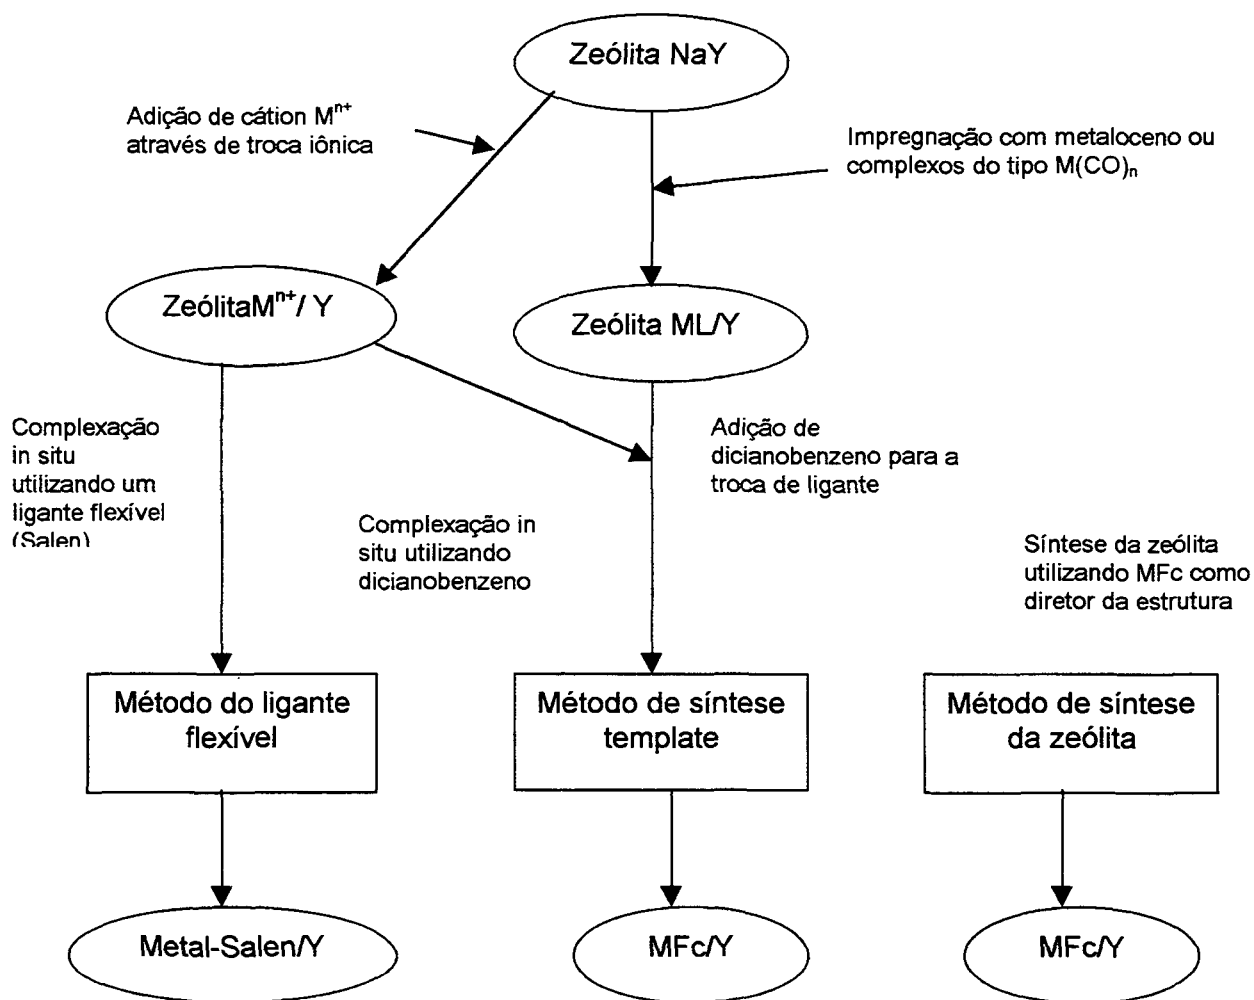 Zeólita NaY
Adição de cátion Mⁿ⁺
através de troca iônica
Impregnação com metaloceno ou
complexos do tipo M(CO)ₙ
ZeólitaMⁿ⁺/ Y
Zeólita ML/Y
Complexação
in situ
utilizando um
ligante flexível
(Salen)
Adição de
dicianobenzeno para a
troca de ligante
Complexação in
situ utilizando
dicianobenzeno
Síntese da zeólita
utilizando MFc como
diretor da estrutura
Método do ligante
flexível
Método de síntese
template
Método de síntese
da zeólita
Metal-Salen/Y
MFc/Y
MFc/Y